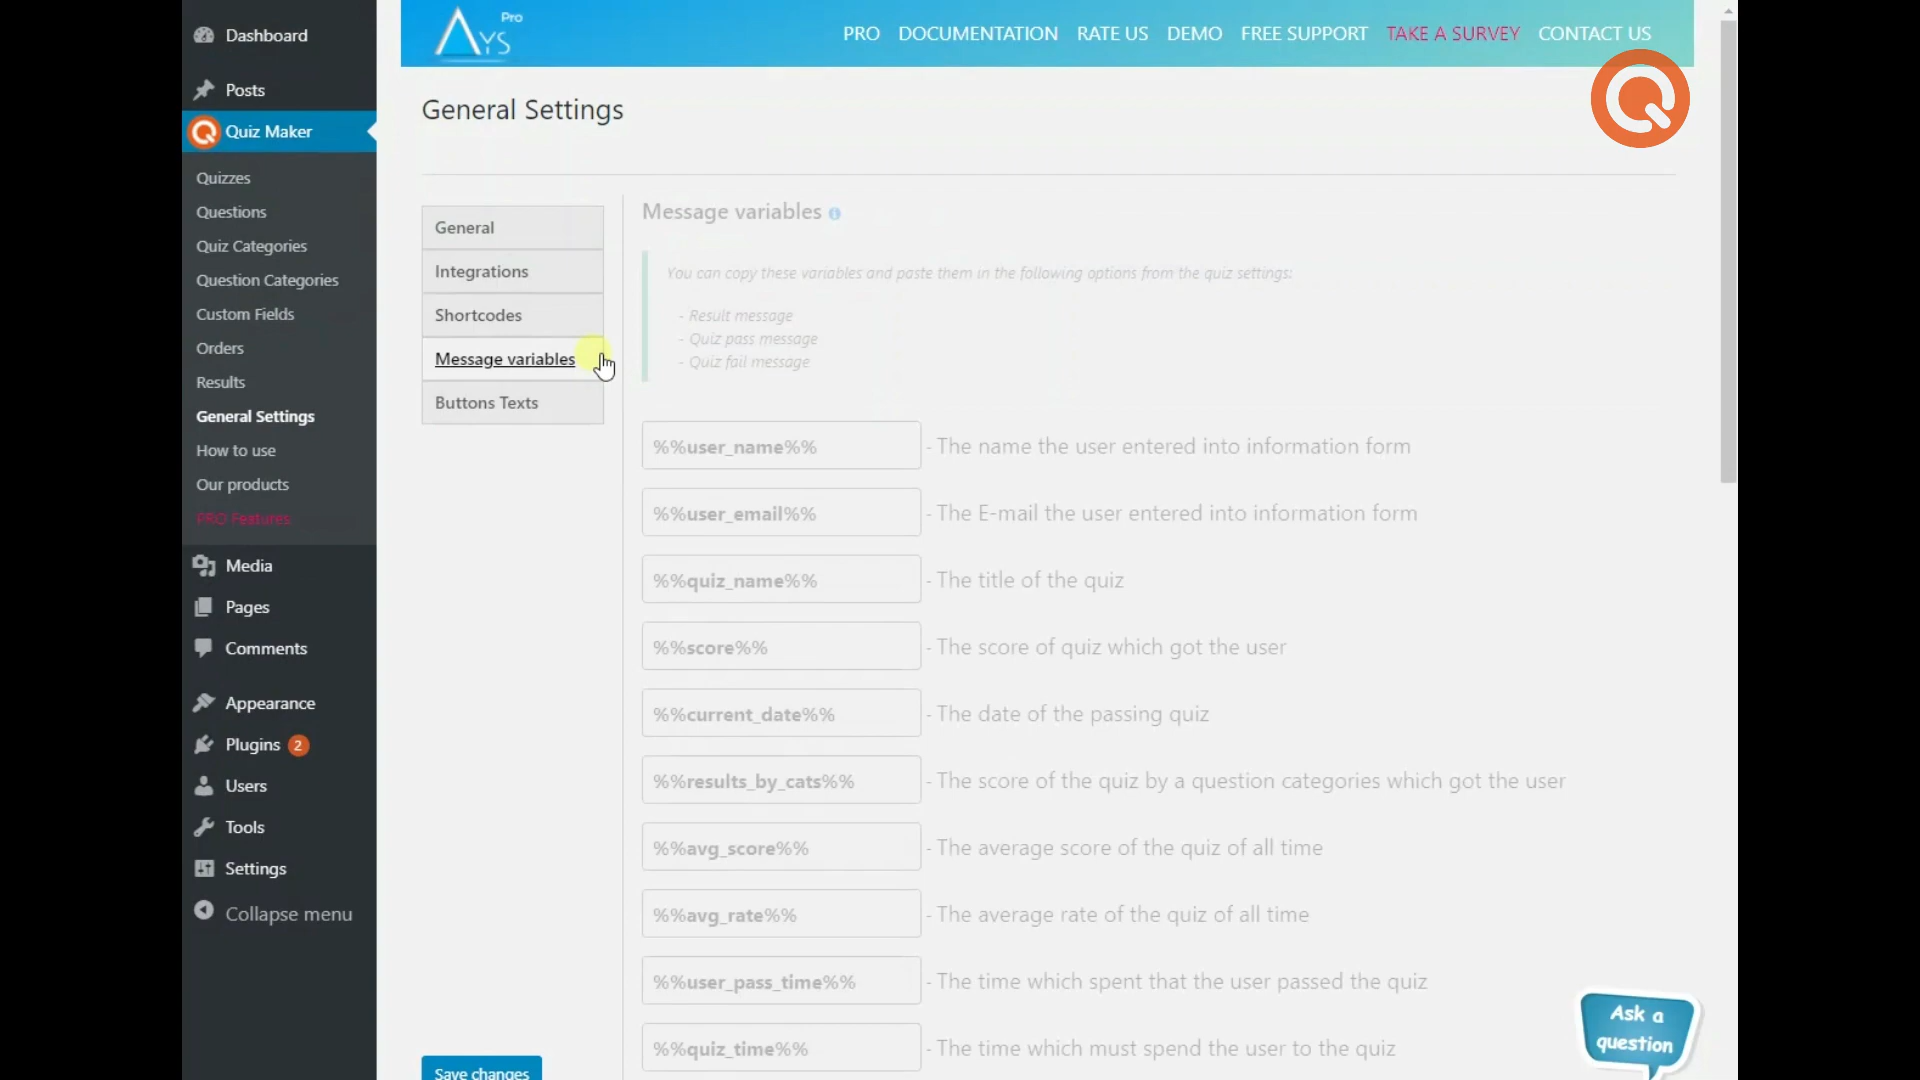 Dashboard
Posts
Quiz Maker
Quizzes
Questions
Quiz Categories
Question Categories
Custom Fields
Orders
Results
General Settings
How to use
Our products
PRO Features
Media
Pages
Comments
Appearance
Plugins 2
Users
Tools
Settings
Collapse menu
AYS Pro
PRO DOCUMENTATION RATE US DEMO FREE SUPPORT TAKE A SURVEY CONTACT US
General Settings
General
Integrations
Shortcodes
Message variables
Buttons Texts
Message variables
You can copy these variables and paste them in the following options from the quiz settings:
- Result message
- Quiz pass message
- Quiz fail message
%%user_name%% - The name the user entered into information form
%%user_email%% - The E-mail the user entered into information form
%%quiz_name%% - The title of the quiz
%%score%% - The score of quiz which got the user
%%current_date%% - The date of the passing quiz
%%results_by_cats%% - The score of the quiz by a question categories which got the user
%%avg_score%% - The average score of the quiz of all time
%%avg_rate%% - The average rate of the quiz of all time
%%user_pass_time%% - The time which spent that the user passed the quiz
%%quiz_time%% - The time which must spend the user to the quiz
Save changes
Ask a
question